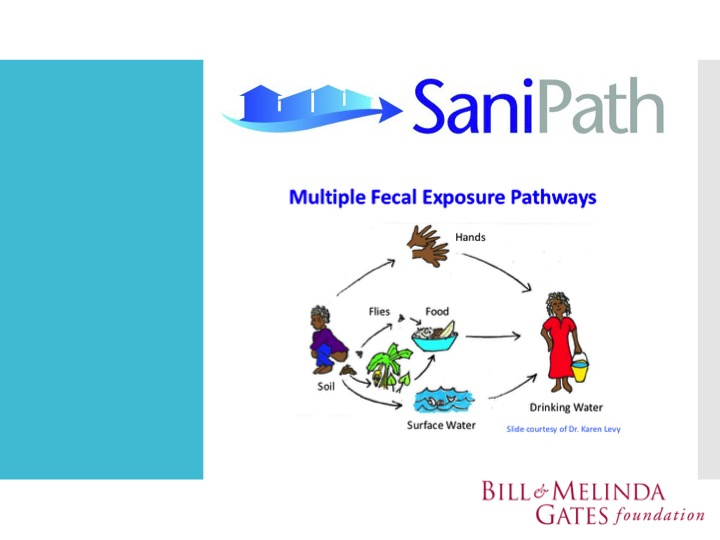 SaniPath
Multiple Fecal Exposure Pathways
Hands
Flies
Food
Soil
Drinking Water
Surface Water
Slide courtesy of Dr. Karen Levy
BILL & MELINDA
GATES foundation